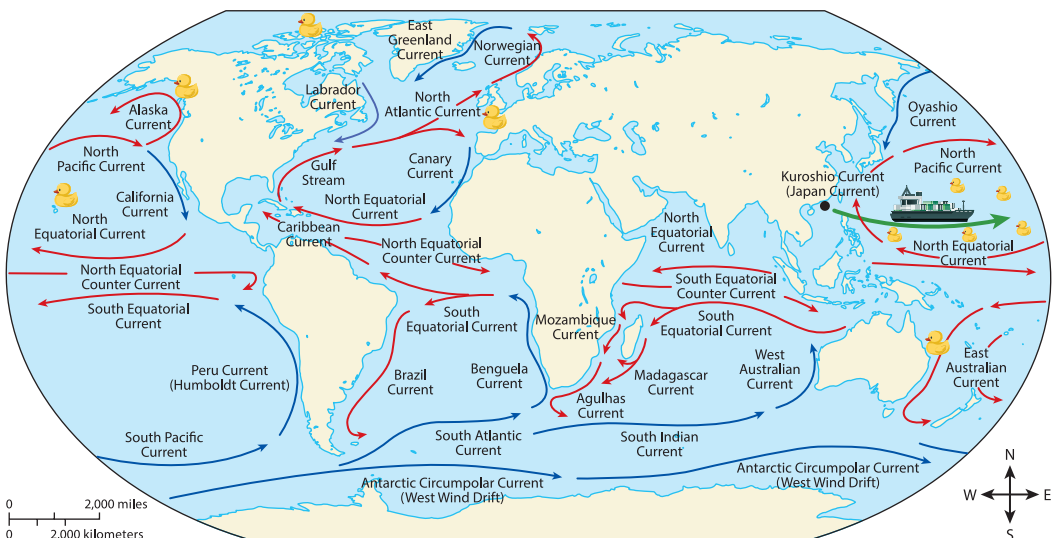 East
Greenland
Current
Norwegian
Current
Labrador
Current
North
Atlantic Current
Alaska
Current
North
Pacific Current
Gulf
Stream
Canary
Current
California
Current
North
Equatorial Current
North Equatorial
Current
Caribbean
Current
North Equatorial
Counter Current
North Equatorial
Counter Current
South Equatorial
Current
South
Equatorial Current
Peru Current
(Humboldt Current)
Brazil
Current
Benguela
Current
South Pacific
Current
South Atlantic
Current
Antarctic Circumpolar Current
(West Wind Drift)
Oyashio
Current
North
Pacific Current
Kuroshio Current
(Japan Current)
North
Equatorial
Current
North Equatorial
Current
South Equatorial
Counter Current
South
Equatorial Current
Mozambique
Current
Madagascar
Current
Agulhas
Current
West
Australian
Current
East
Australian
Current
South Indian
Current
Antarctic Circumpolar Current
(West Wind Drift)
0 2,000 miles
0 2,000 kilometers
N
W E
S